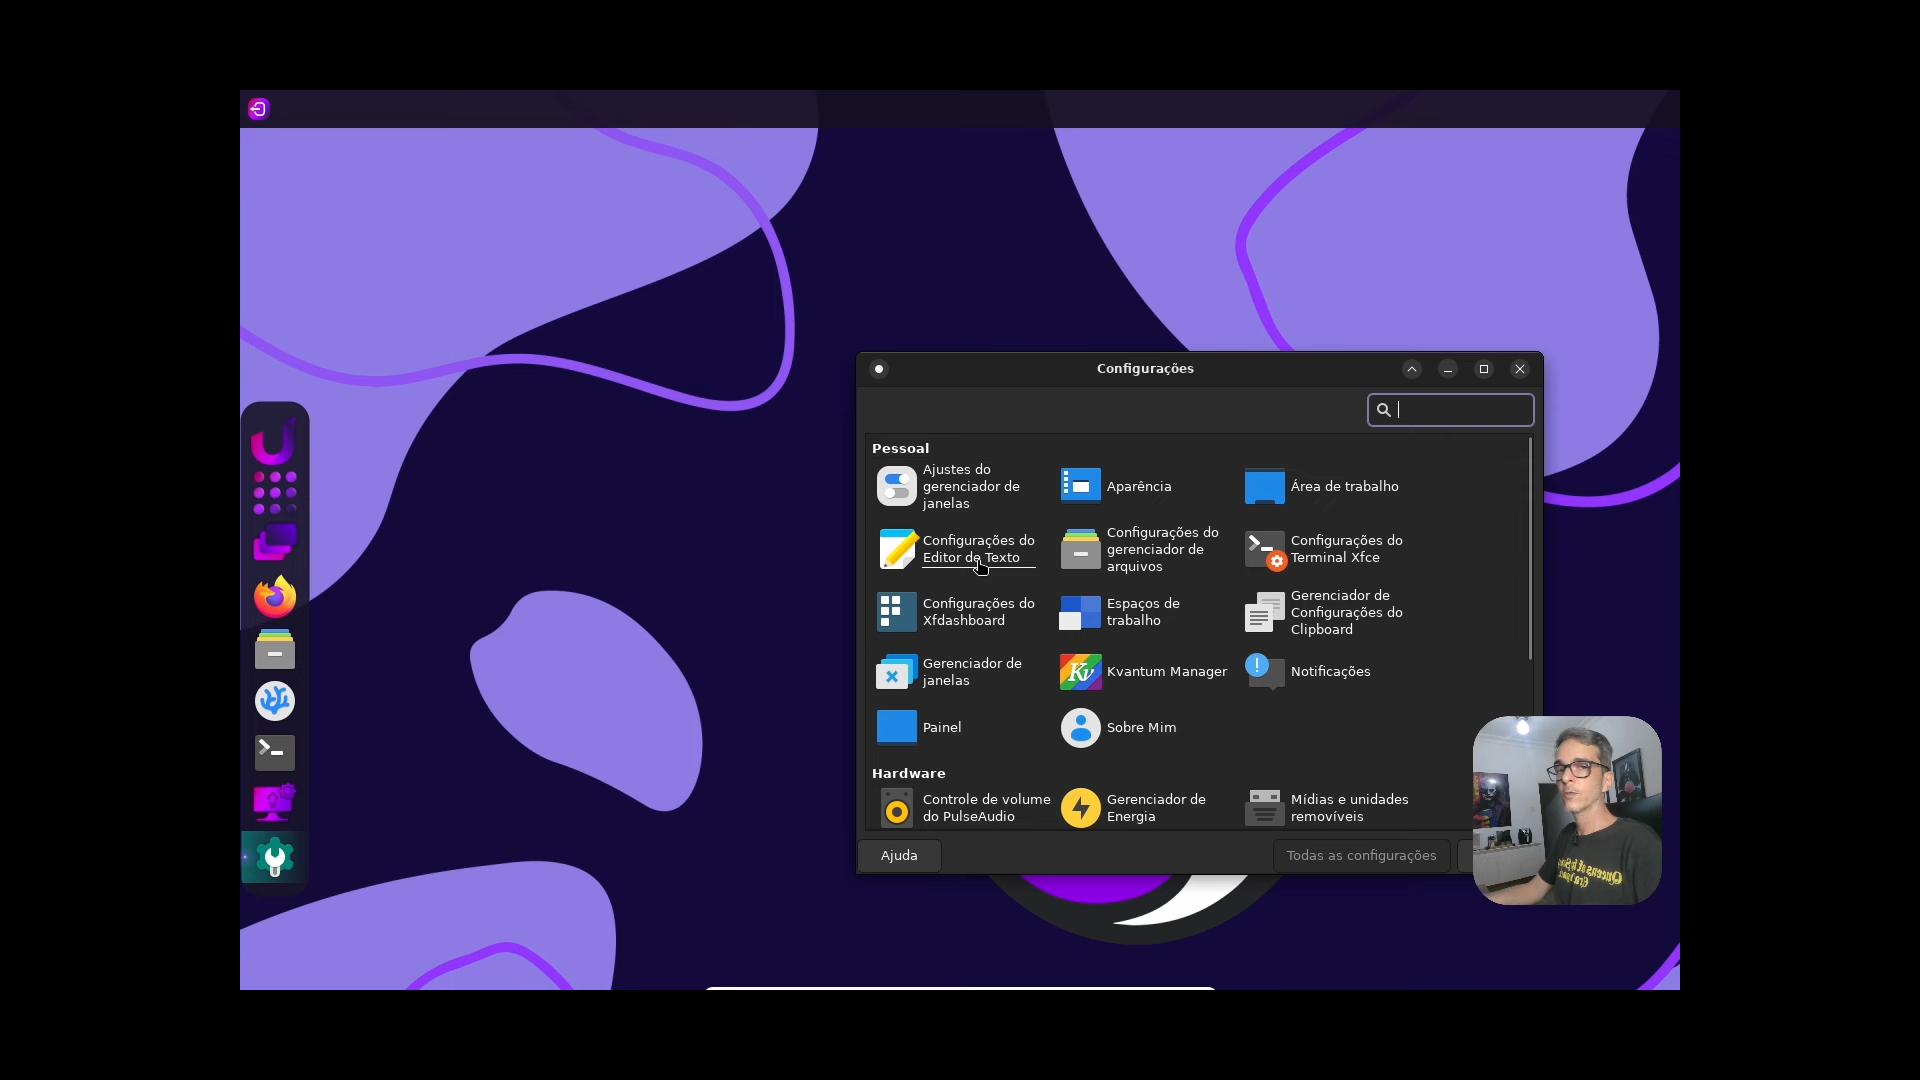 Configurações
Pessoal
Ajustes do
gerenciador de
janelas
Aparência
Área de trabalho
Configurações do
Editor de Texto
Configurações do
gerenciador de
arquivos
Configurações do
Terminal Xfce
Configurações do
Xfdashboard
Espaços de
trabalho
Gerenciador de
Configurações do
Clipboard
Gerenciador de
janelas
Kvantum Manager
Notificações
Painel
Sobre Mim
Hardware
Controle de volume
do PulseAudio
Gerenciador de
Energia
Mídias e unidades
removíveis
Ajuda
Todas as configurações